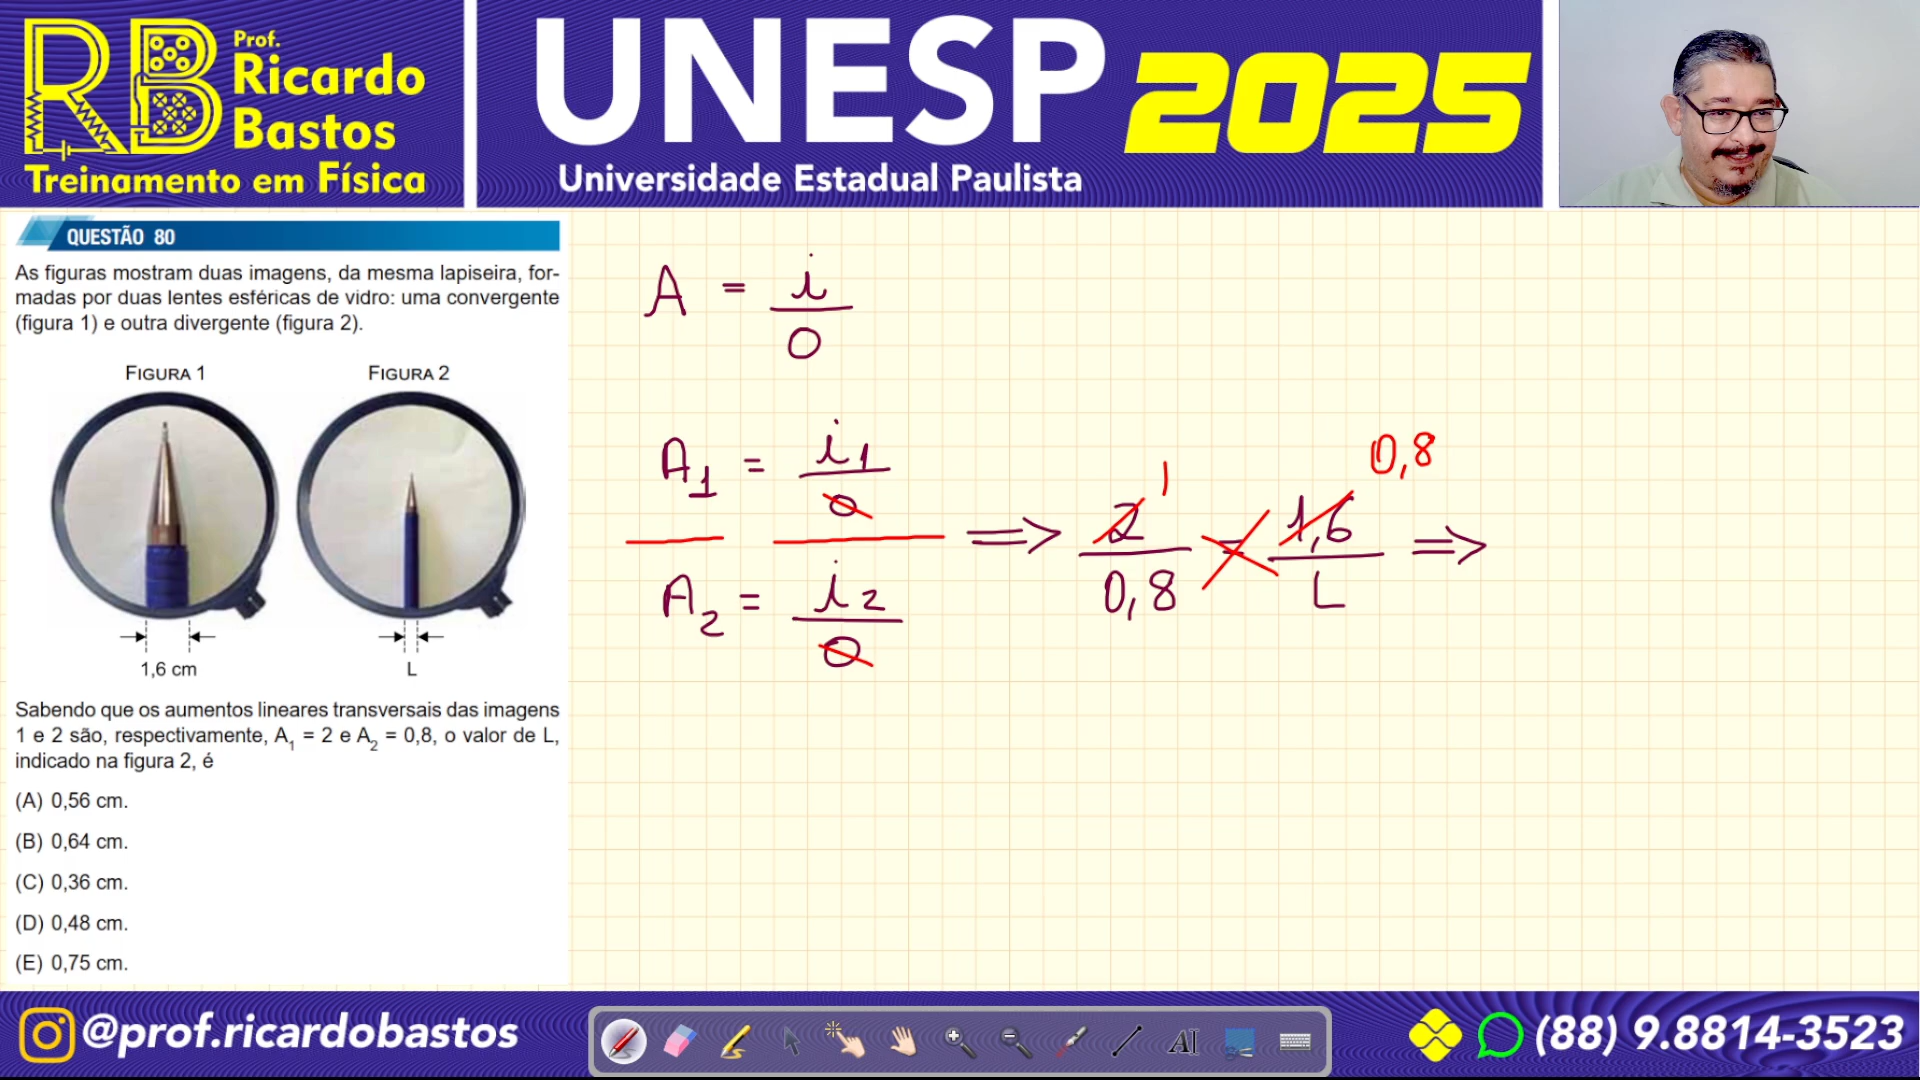 RB Prof. Ricardo Bastos
Treinamento em Física
UNESP 2025
Universidade Estadual Paulista
QUESTÃO 80
As figuras mostram duas imagens, da mesma lapiseira, for-
madas por duas lentes esféricas de vidro: uma convergente
(figura 1) e outra divergente (figura 2).
FIGURA 1 FIGURA 2
1,6 cm L
Sabendo que os aumentos lineares transversais das imagens
1 e 2 são, respectivamente, A₁ = 2 e A₂ = 0,8, o valor de L,
indicado na figura 2, é
(A) 0,56 cm.
(B) 0,64 cm.
(C) 0,36 cm.
(D) 0,48 cm.
(E) 0,75 cm.
A = i/o
A₁ = i₁/o
A₂ = i₂/o
=> 2/0,8 = 1,6/L =>
1 0,8
@prof.ricardobastos
AI
(88) 9.8814-3523